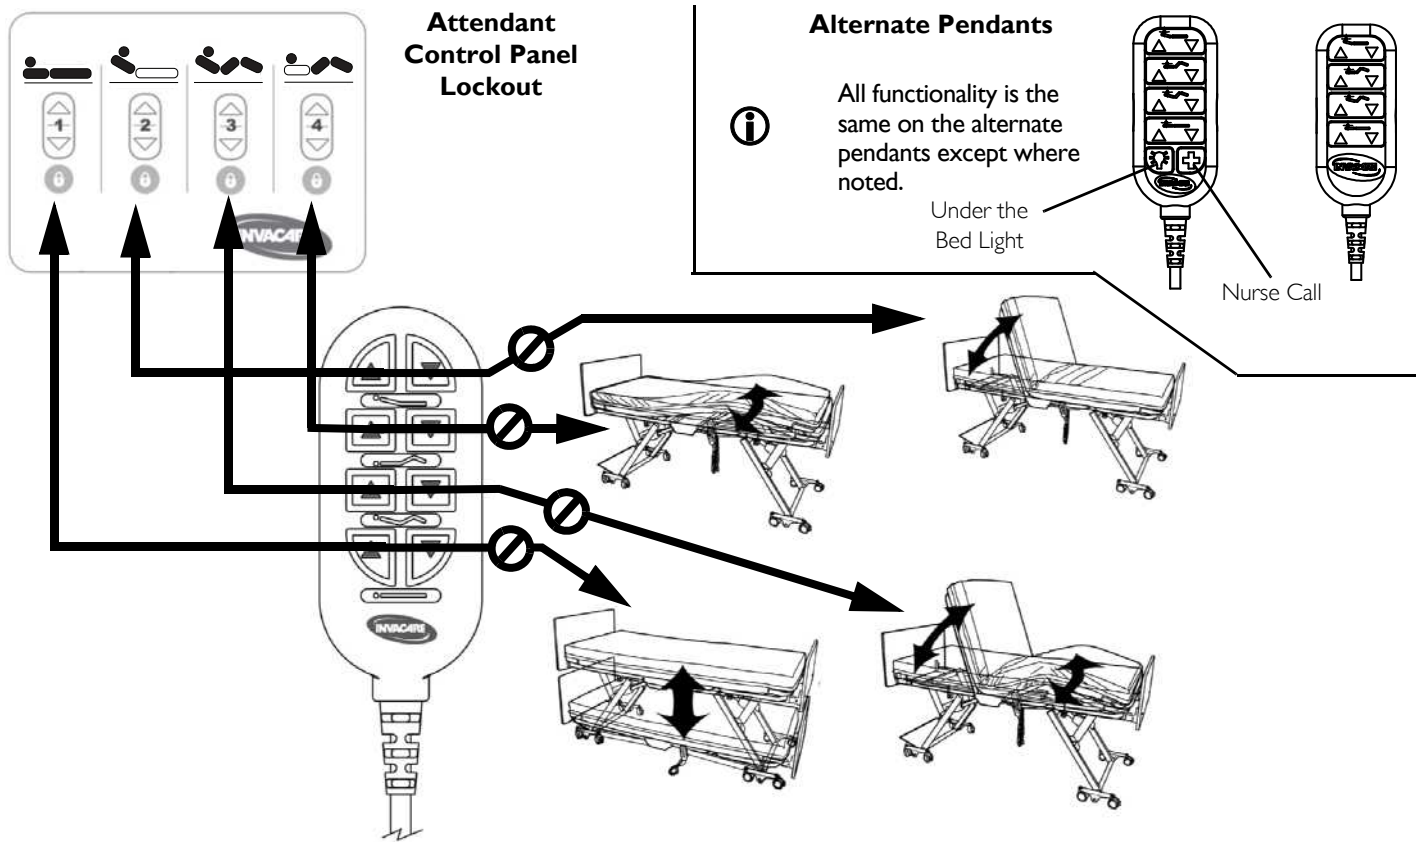 Attendant
Control Panel
Lockout
1
2
3
4
INVACARE
Alternate Pendants
All functionality is the
same on the alternate
pendants except where
noted.
Under the
Bed Light
Nurse Call
INVACARE
INVACARE